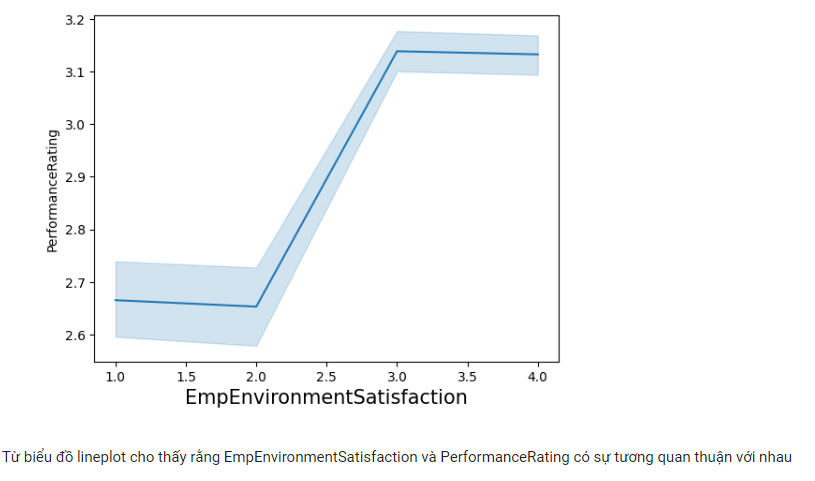 3.2
3.1
3.0
2.9
2.8
2.7
2.6
PerformanceRating
1.0 1.5 2.0 2.5 3.0 3.5 4.0
EmpEnvironmentSatisfaction
Từ biểu đồ lineplot cho thấy rằng EmpEnvironmentSatisfaction và PerformanceRating có sự tương quan thuận với nhau